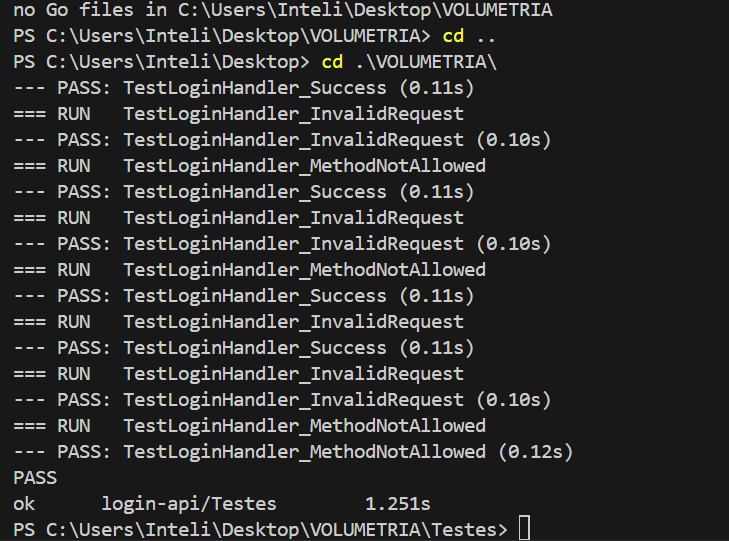 no Go files in C:\Users\Inteli\Desktop\VOLUMETRIA
PS C:\Users\Inteli\Desktop\VOLUMETRIA> cd ..
PS C:\Users\Inteli\Desktop> cd .\VOLUMETRIA\
--- PASS: TestLoginHandler_Success (0.11s)
=== RUN   TestLoginHandler_InvalidRequest
--- PASS: TestLoginHandler_InvalidRequest (0.10s)
=== RUN   TestLoginHandler_MethodNotAllowed
--- PASS: TestLoginHandler_Success (0.11s)
=== RUN   TestLoginHandler_InvalidRequest
--- PASS: TestLoginHandler_InvalidRequest (0.10s)
=== RUN   TestLoginHandler_MethodNotAllowed
--- PASS: TestLoginHandler_Success (0.11s)
=== RUN   TestLoginHandler_InvalidRequest
--- PASS: TestLoginHandler_Success (0.11s)
=== RUN   TestLoginHandler_InvalidRequest
--- PASS: TestLoginHandler_InvalidRequest (0.10s)
=== RUN   TestLoginHandler_MethodNotAllowed
--- PASS: TestLoginHandler_MethodNotAllowed (0.12s)
PASS
ok      login-api/Testes        1.251s
PS C:\Users\Inteli\Desktop\VOLUMETRIA\Testes>